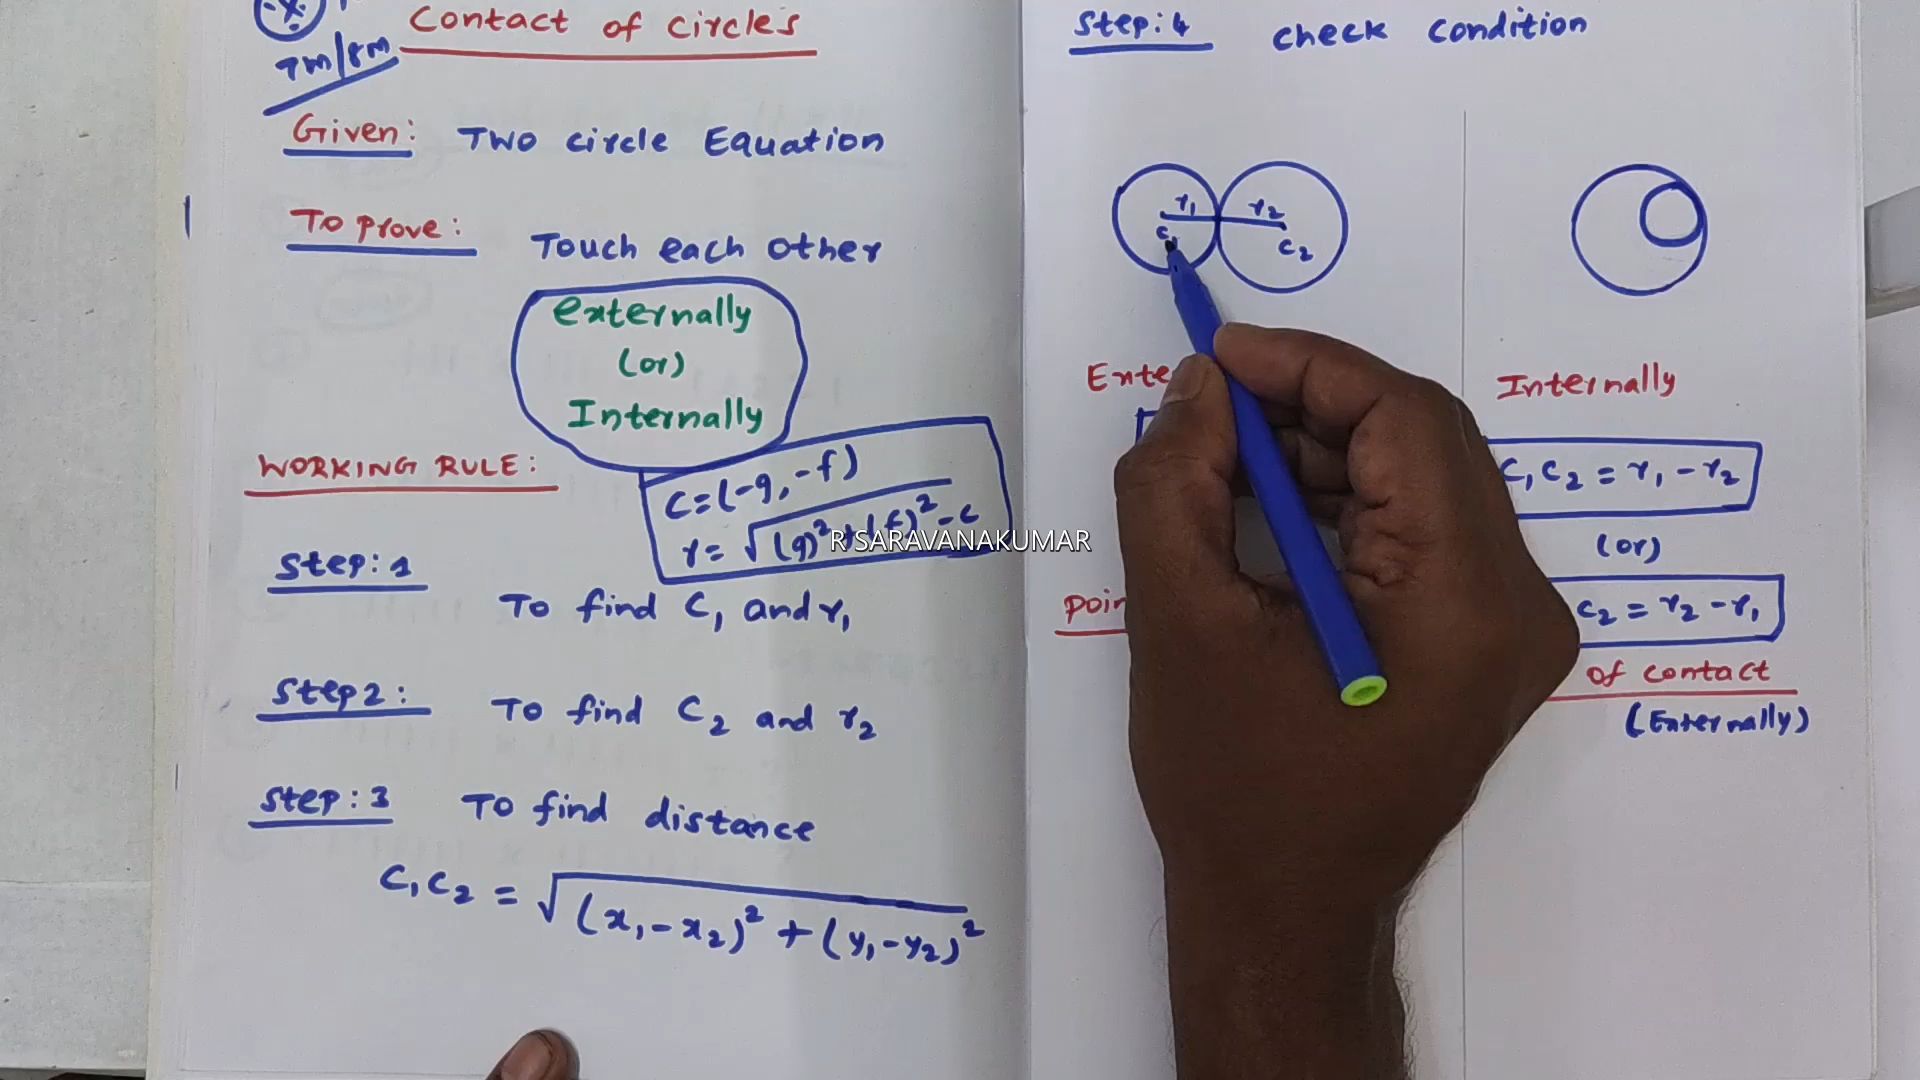 Contact of circles
7m/8m
Given: Two circle Equation
To prove: Touch each other
externally
(or)
Internally
WORKING RULE:
C=(-g,-f)
r=√(g)²+(f)²-c
R SARAVANAKUMAR
Step:1
To find C₁ and r₁
Step2: To find C₂ and r₂
Step:3 To find distance
C₁C₂ = √(x₁-x₂)²+(y₁-y₂)²
Step:4 check condition
r₁ r₂
C₁ C₂
Internally
C₁C₂ = r₁-r₂
(or)
C₂ = r₂-r₁
of contact
(Externally)